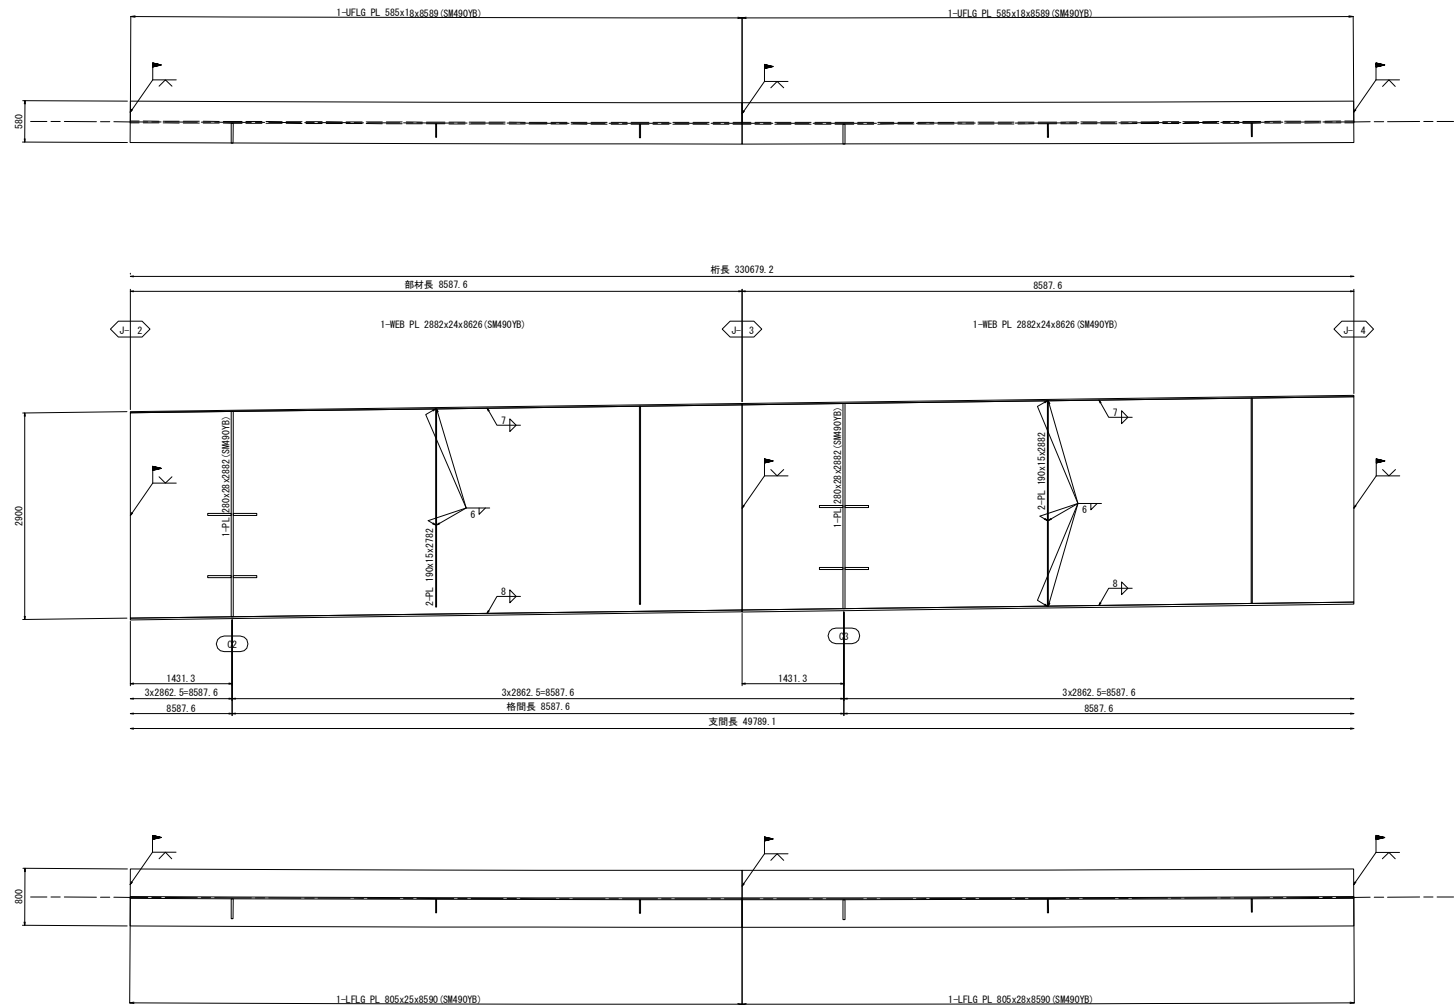 1-UFLG PL 585x18x8589(SM490YB)
1-UFLG PL 585x18x8589(SM490YB)
580
桁長 330679.2
部材長 8587.6
8587.6
1-WEB PL 2882x24x8626(SM490YB)
1-WEB PL 2882x24x8626(SM490YB)
J- 2
J- 3
J- 4
2900
1-PL 280x28x2882(SM490YB)
7
6
2-PL 190x15x2782
8
1-PL 280x28x2882(SM490YB)
7
2-PL 190x15x2882
6
8
C2
C3
1431.3
1431.3
3x2862.5=8587.6
3x2862.5=8587.6
3x2862.5=8587.6
8587.6
格間長 8587.6
8587.6
支間長 49789.1
800
1-LFLG PL 805x25x8590(SM490YB)
1-LFLG PL 805x28x8590(SM490YB)